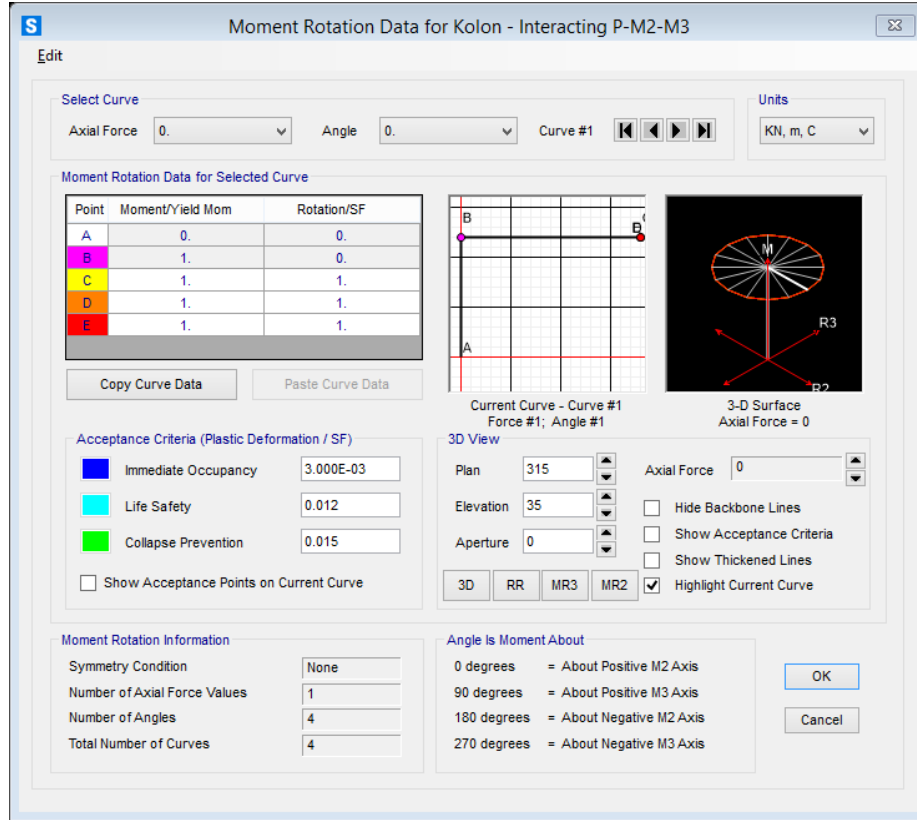 S Moment Rotation Data for Kolon - Interacting P-M2-M3
Edit
Select Curve
Axial Force 0. Angle 0. Curve #1
Units
KN, m, C
Moment Rotation Data for Selected Curve
Point Moment/Yield Mom Rotation/SF
A 0. 0.
B 1. 0.
C 1. 1.
D 1. 1.
E 1. 1.
Copy Curve Data Paste Curve Data
B
A
Current Curve - Curve #1
Force #1; Angle #1
M
R3
R2
3-D Surface
Axial Force = 0
Acceptance Criteria (Plastic Deformation / SF)
Immediate Occupancy 3.000E-03
Life Safety 0.012
Collapse Prevention 0.015
Show Acceptance Points on Current Curve
3D View
Plan 315
Elevation 35
Aperture 0
3D RR MR3 MR2
Axial Force 0
Hide Backbone Lines
Show Acceptance Criteria
Show Thickened Lines
Highlight Current Curve
Moment Rotation Information
Symmetry Condition None
Number of Axial Force Values 1
Number of Angles 4
Total Number of Curves 4
Angle Is Moment About
0 degrees = About Positive M2 Axis
90 degrees = About Positive M3 Axis
180 degrees = About Negative M2 Axis
270 degrees = About Negative M3 Axis
OK
Cancel